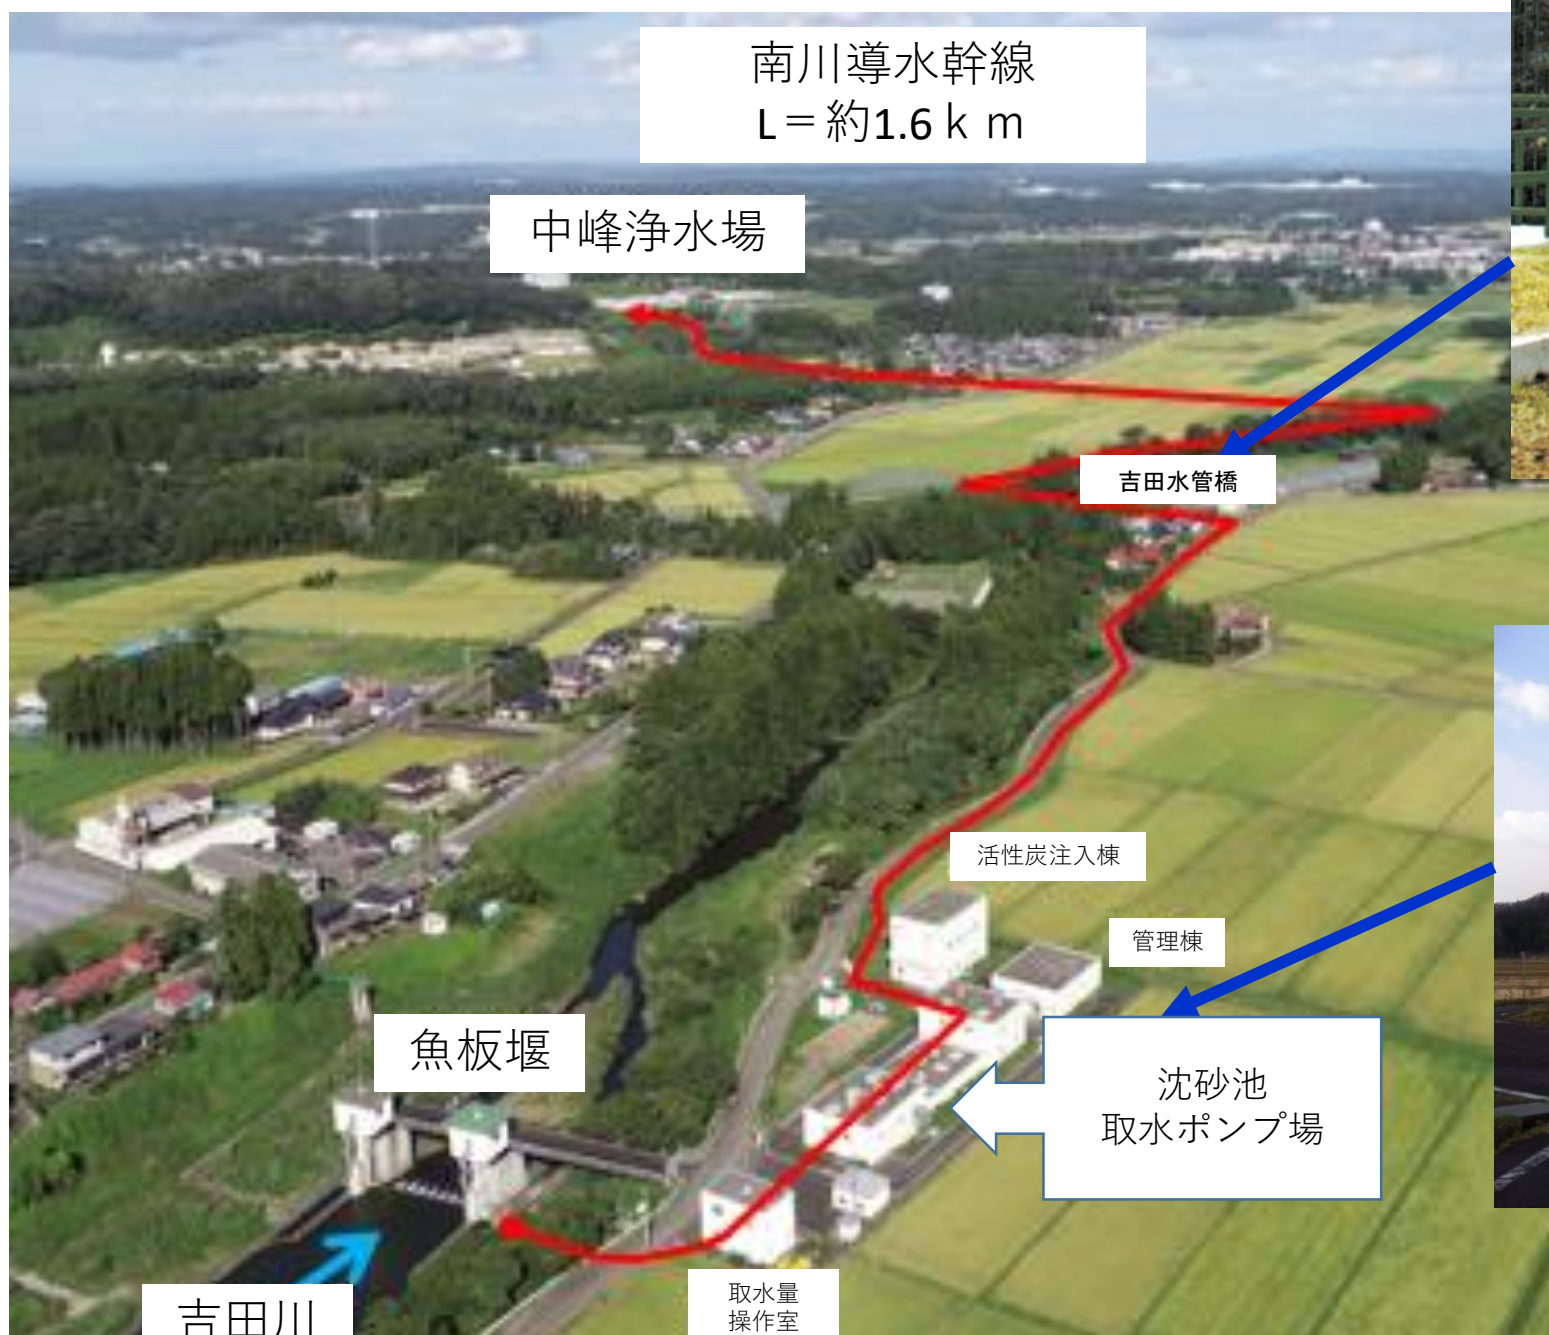 南川導水幹線
L＝約1.6ｋｍ
中峰浄水場
吉田水管橋
活性炭注入棟
管理棟
魚板堰
沈砂池
取水ポンプ場
取水量
操作室
吉田川